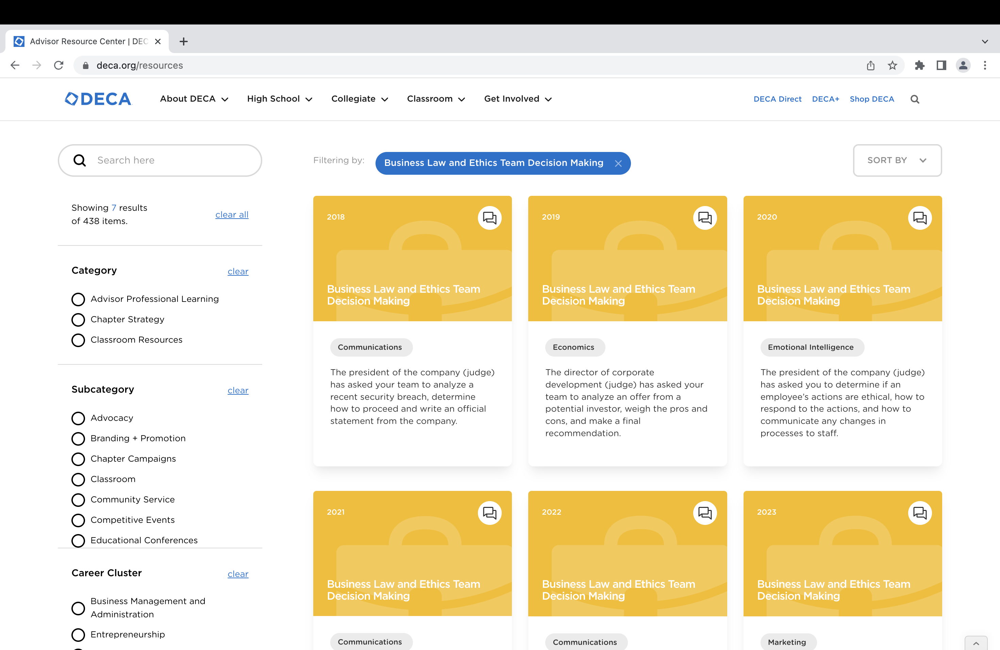 Advisor Resource Center | DEC
deca.org/resources
DECA
About DECA
High School
Collegiate
Classroom
Get Involved
DECA Direct
DECA+
Shop DECA
Search here
Filtering by:
Business Law and Ethics Team Decision Making
SORT BY
Showing 7 results
of 438 items.
clear all
Category
clear
Advisor Professional Learning
Chapter Strategy
Classroom Resources
Subcategory
clear
Advocacy
Branding + Promotion
Chapter Campaigns
Classroom
Community Service
Competitive Events
Educational Conferences
Career Cluster
clear
Business Management and
Administration
Entrepreneurship
2018
Business Law and Ethics Team
Decision Making
Communications
The president of the company (judge)
has asked your team to analyze a
recent security breach, determine
how to proceed and write an official
statement from the company.
2019
Business Law and Ethics Team
Decision Making
Economics
The director of corporate
development (judge) has asked your
team to analyze an offer from a
potential investor, weigh the pros and
cons, and make a final
recommendation.
2020
Business Law and Ethics Team
Decision Making
Emotional Intelligence
The president of the company (judge)
has asked you to determine if an
employee’s actions are ethical, how to
respond to the actions, and how to
communicate any changes in
processes to staff.
2021
Business Law and Ethics Team
Decision Making
Communications
2022
Business Law and Ethics Team
Decision Making
Communications
2023
Business Law and Ethics Team
Decision Making
Marketing